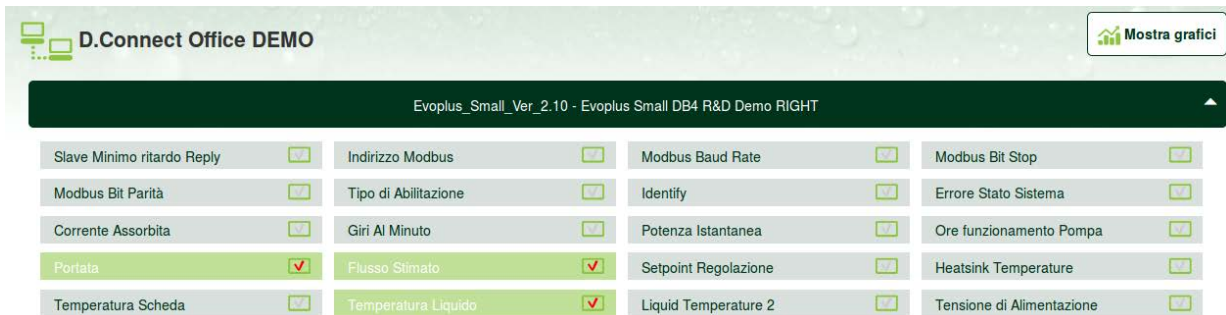 D.Connect Office DEMO
Mostra grafici
Evoplus_Small_Ver_2.10 - Evoplus Small DB4 R&D Demo RIGHT
Slave Minimo ritardo Reply
Indirizzo Modbus
Modbus Baud Rate
Modbus Bit Stop
Modbus Bit Parità
Tipo di Abilitazione
Identify
Errore Stato Sistema
Corrente Assorbita
Giri Al Minuto
Potenza Istantanea
Ore funzionamento Pompa
Portata
Flusso Stimato
Setpoint Regolazione
Heatsink Temperature
Temperatura Scheda
Temperatura Liquido
Liquid Temperature 2
Tensione di Alimentazione